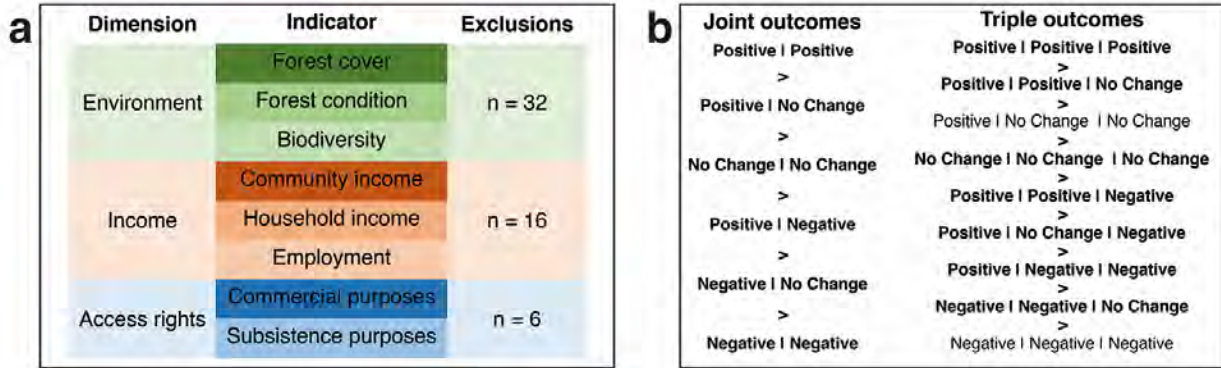 a
Dimension Indicator Exclusions
Forest cover
Environment Forest condition n = 32
Biodiversity
Community income
Income Household income n = 16
Employment
Commercial purposes
Access rights n = 6
Subsistence purposes
b
Joint outcomes
Positive I Positive
>
Positive I No Change
>
No Change I No Change
>
Positive I Negative
>
Negative I No Change
>
Negative I Negative
Triple outcomes
Positive I Positive I Positive
>
Positive I Positive I No Change
>
Positive I No Change I No Change
>
No Change I No Change I No Change
>
Positive I Positive I Negative
>
Positive I No Change I Negative
>
Positive I Negative I Negative
>
Negative I Negative I No Change
>
Negative I Negative I Negative